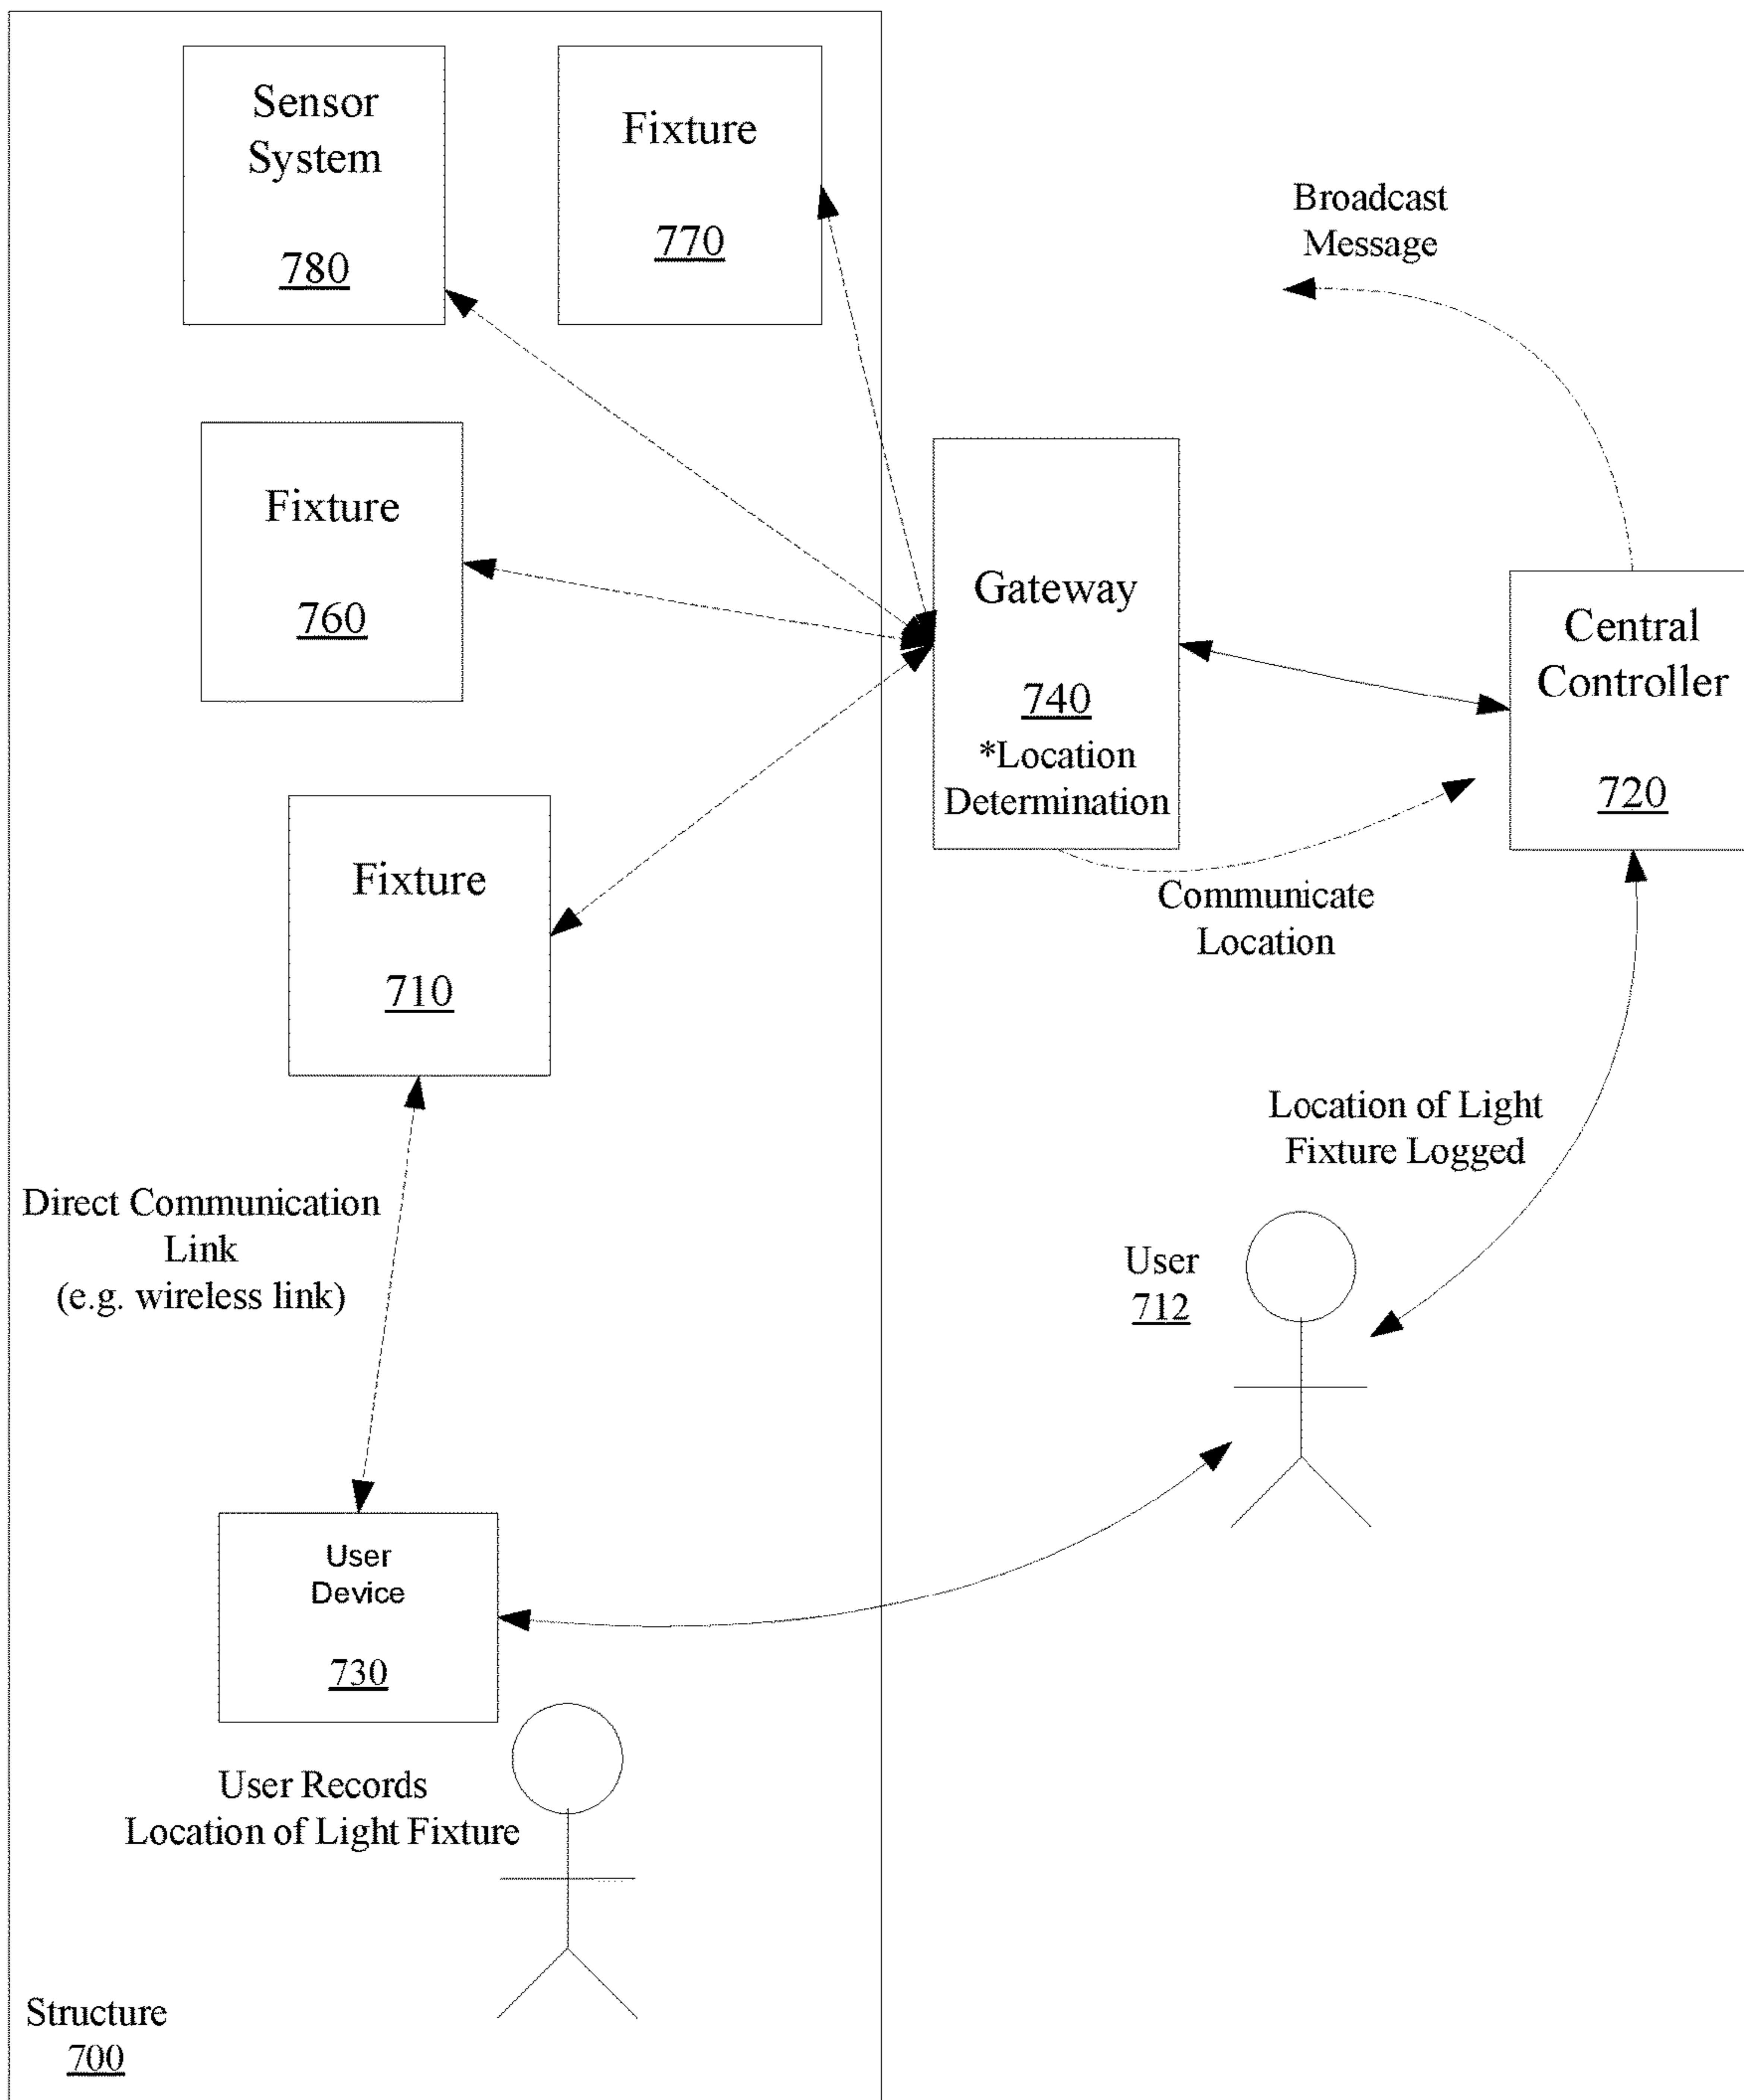 Sensor
System
780
Fixture
770
Broadcast
Message
Fixture
760
Gateway
740
*Location
Determination
Central
Controller
720
Communicate
Location
Fixture
710
Location of Light
Fixture Logged
Direct Communication
Link
(e.g. wireless link)
User
712
User
Device
730
User Records
Location of Light Fixture
Structure
700